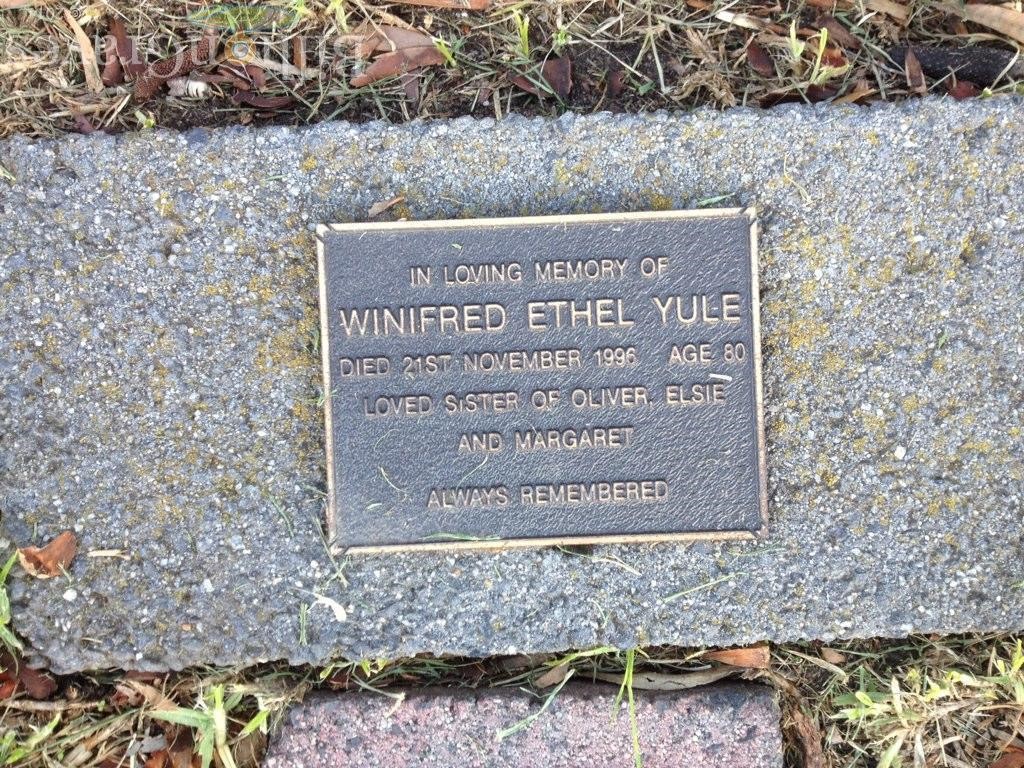 IN LOVING MEMORY OF
WINIFRED ETHEL YULE
DIED 21ST NOVEMBER 1996 AGE 80
LOVED SISTER OF OLIVER, ELSIE
AND MARGARET
ALWAYS REMEMBERED